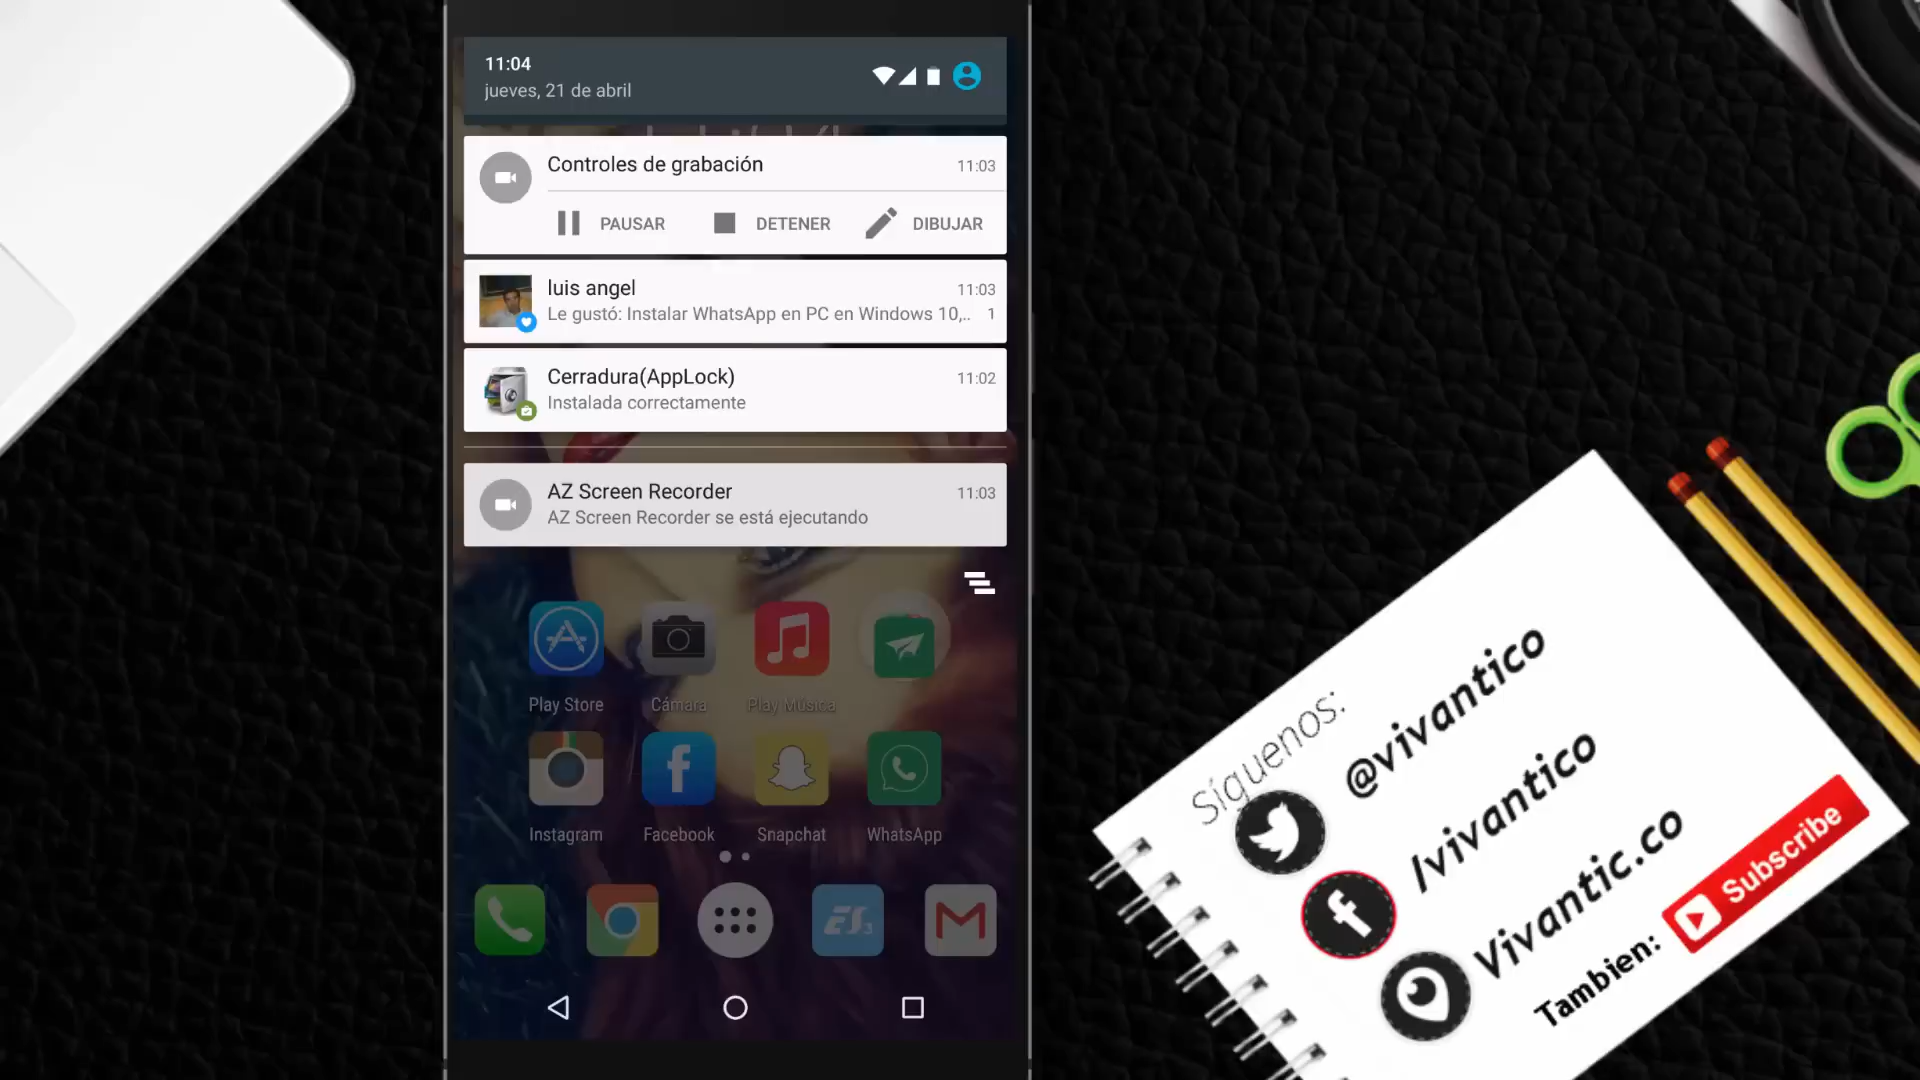 11:04
jueves, 21 de abril
Controles de grabación
11:03
PAUSAR
DETENER
DIBUJAR
luis angel
11:03
Le gustó: Instalar WhatsApp en PC en Windows 10,..
1
Cerradura(AppLock)
11:02
Instalada correctamente
AZ Screen Recorder
11:03
AZ Screen Recorder se está ejecutando
Play Store
Cámara
Play Música
Instagram
Facebook
Snapchat
WhatsApp
ES3
Síguenos:
@vivantico
/vivantico
Vivantic.co
Tambien:
Subscribe